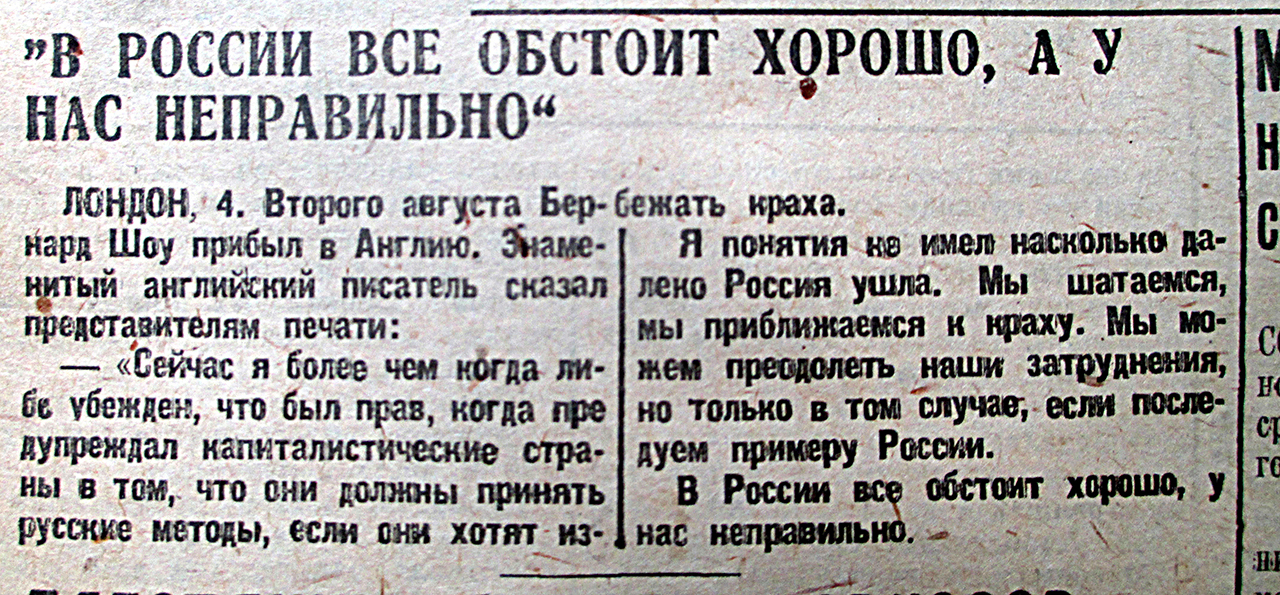 "В РОССИИ ВСЕ ОБСТОИТ ХОРОШО, А У
НАС НЕПРАВИЛЬНО“
ЛОНДОН, 4. Второго августа Бер-
нард Шоу прибыл в Англию. Знаме-
нитый английский писатель сказал
представителям печати:
— «Сейчас я более чем когда ли-
бе убежден, что был прав, когда пре
дупреждал капиталистические стра-
ны в том, что они должны принять
русские методы, если они хотят из-
бежать краха.
Я понятия не имел насколько да-
леко Россия ушла. Мы шатаемся,
мы приближаемся к краху. Мы мо-
жем преодолеть наши затруднения,
но только в том случае, если после-
дуем примеру России.
В России все обстоит хорошо, у
нас неправильно.